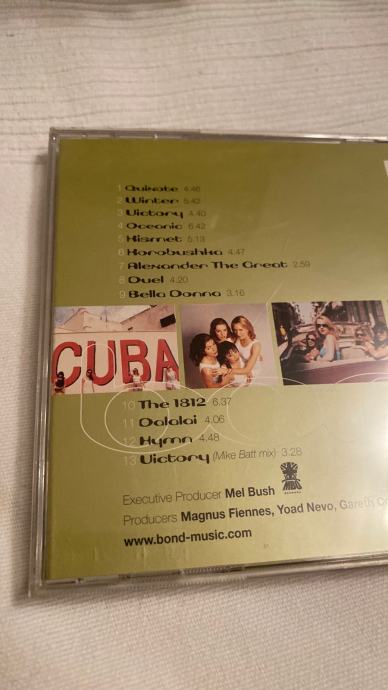 1 Quixote 4.46
2 Winter 5.42
3 Victory 4.40
4 Oceanic 6.42
5 Kismet 5.13
6 Korobushka 4.47
7 Alexander The Great 2.59
8 Duel 4.20
9 Bella Donna 3.16
CUBA
10 The 1812 6.37
11 Dalalai 4.06
12 Hymn 4.48
13 Victory (Mike Batt mix) 3.28
Executive Producer Mel Bush
Producers Magnus Fiennes, Yoad Nevo, Gareth
www.bond-music.com